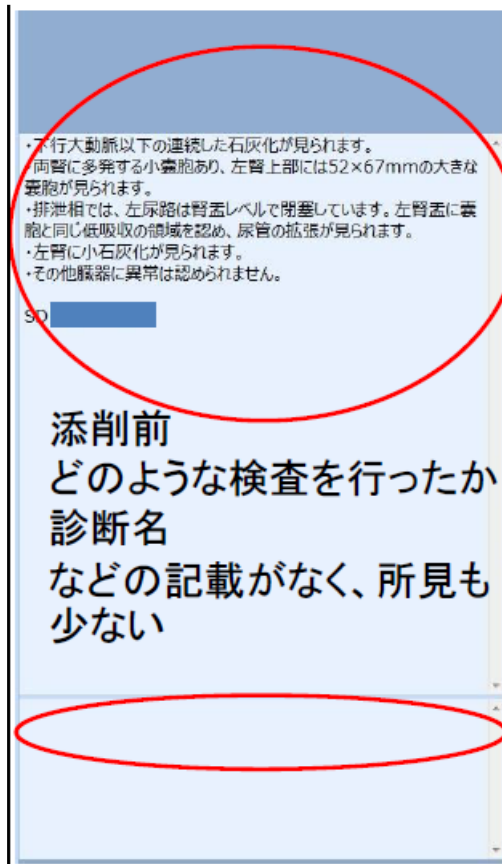 ・下行大動脈以下の連続した石灰化が見られます。
・両腎に多発する小嚢胞あり、左腎上部には52×67mmの大きな
嚢胞が見られます。
・排泄相では、左尿路は腎盂レベルで閉塞しています。左腎盂に嚢
胞と同じ低吸収の領域を認め、尿管の拡張が見られます。
・左腎に小石灰化が見られます。
・その他臓器に異常は認められません。
SD
添削前
どのような検査を行ったか
診断名
などの記載がなく、所見も
少ない